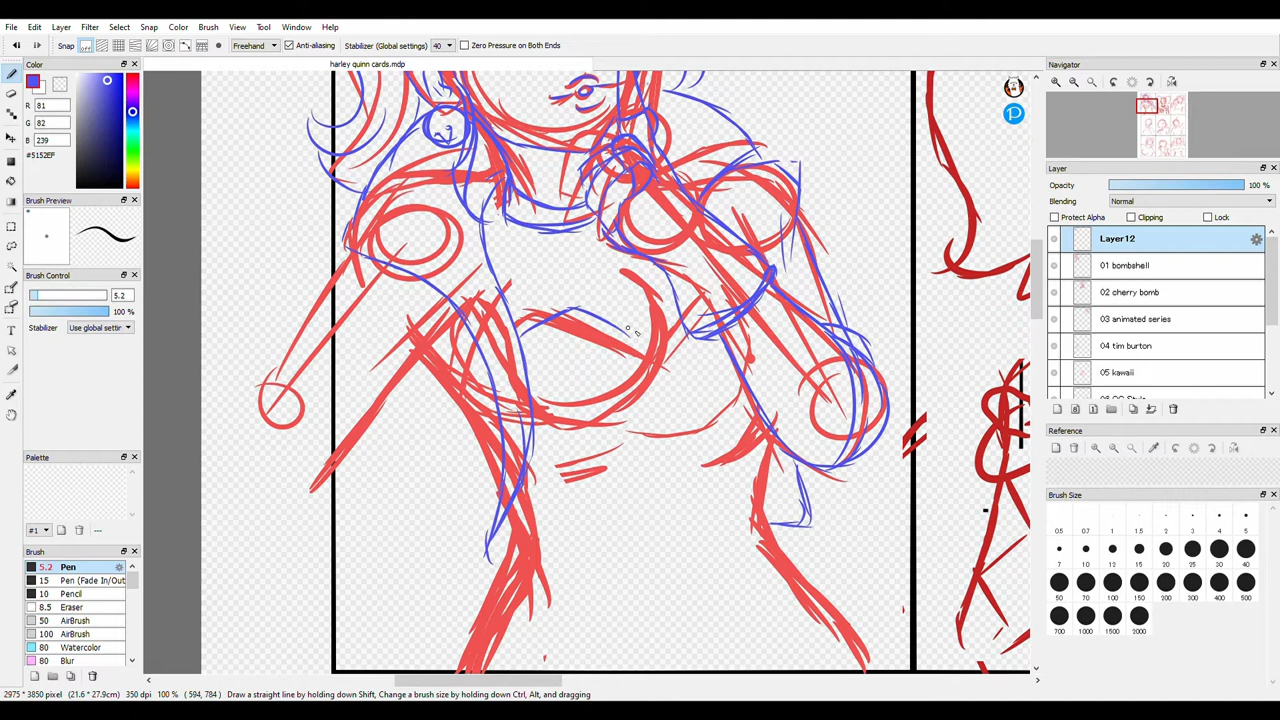 File Edit Layer Filter Select Snap Color Brush View Tool Window Help
Snap Freehand Anti-aliasing Stabilizer (Global settings) 40 Zero Pressure on Both Ends
Color
harley quinn cards.mdp
Navigator
R 81
G 82
B 239
#5152EF
Brush Preview
Brush Control
5.2
100 %
Stabilizer Use global settir
Palette
#1 ---
Brush
5.2 Pen
15 Pen (Fade In/Out
10 Pencil
8.5 Eraser
50 AirBrush
100 AirBrush
80 Watercolor
80 Blur
P
Layer
Opacity 100 %
Blending Normal
Protect Alpha Clipping Lock
Layer12
01 bombshell
02 cherry bomb
03 animated series
04 tim burton
05 kawaii
Reference
Brush Size
0.5 0.7 1 1.5 2 3 4 5
7 10 12 15 20 25 30 40
50 70 100 150 200 300 400 500
700 1000 1500 2000
2975 * 3850 pixel (21.6 * 27.9cm) 350 dpi 100 % ( 594, 784 ) Draw a straight line by holding down Shift, Change a brush size by holding down Ctrl, Alt, and dragging